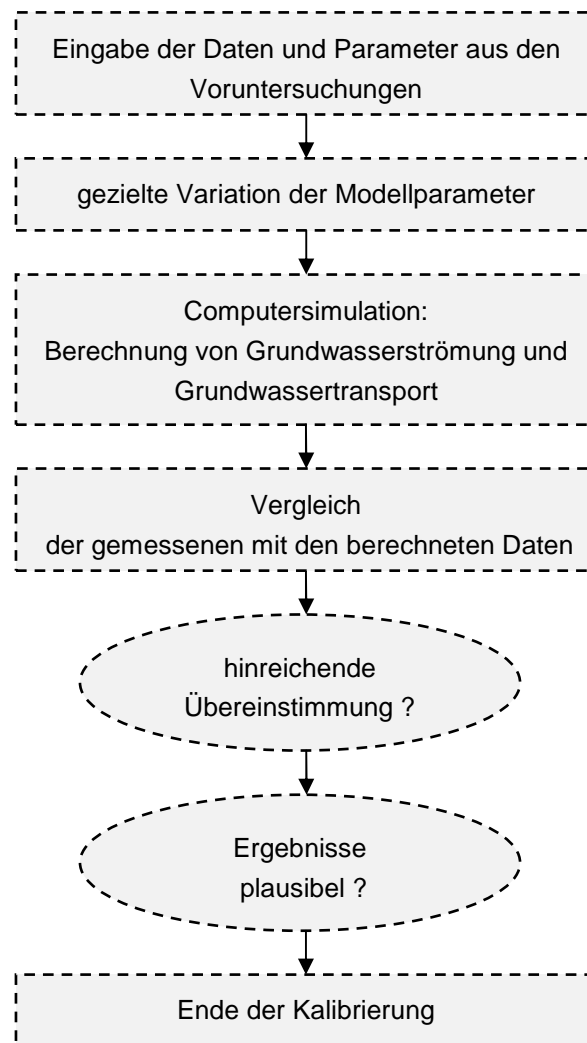 Eingabe der Daten und Parameter aus den
Voruntersuchungen
gezielte Variation der Modellparameter
Computersimulation:
Berechnung von Grundwasserströmung und
Grundwassertransport
Vergleich
der gemessenen mit den berechneten Daten
hinreichende
Übereinstimmung ?
Ergebnisse
plausibel ?
Ende der Kalibrierung